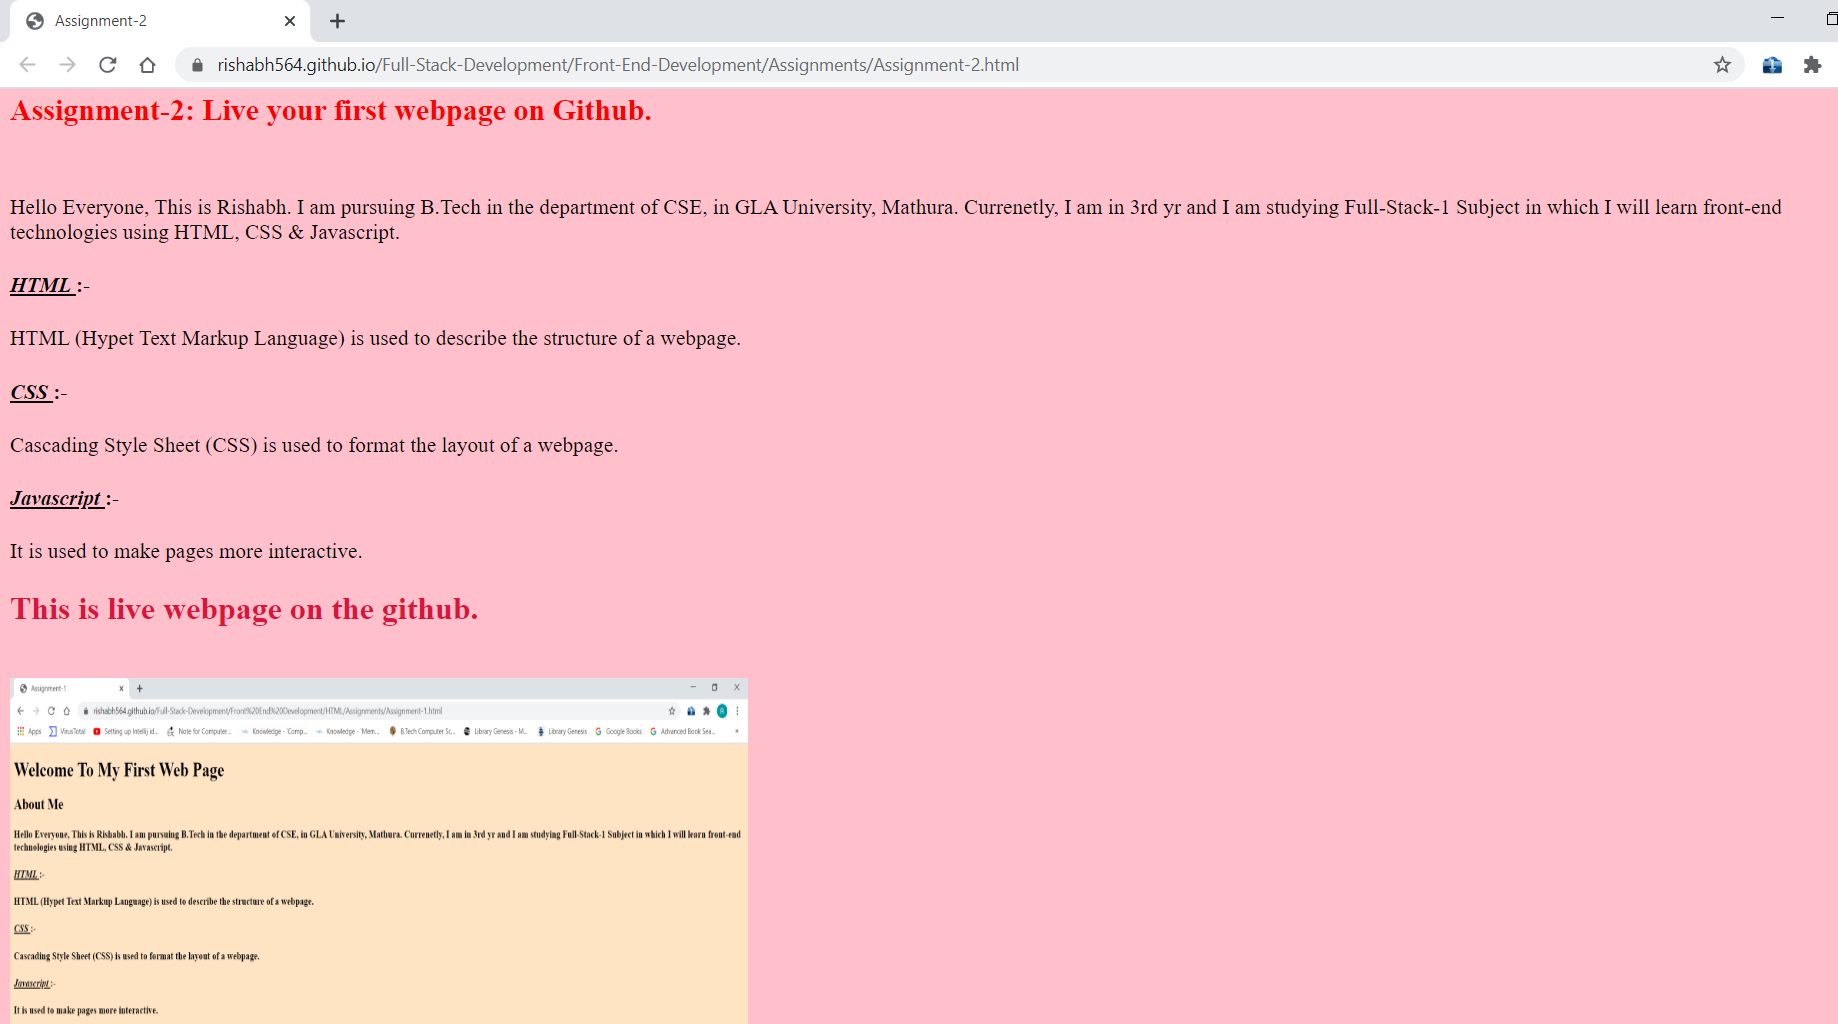 Assignment-2
rishabh564.github.io/Full-Stack-Development/Front-End-Development/Assignments/Assignment-2.html
Assignment-2: Live your first webpage on Github.
Hello Everyone, This is Rishabh. I am pursuing B.Tech in the department of CSE, in GLA University, Mathura. Currenetly, I am in 3rd yr and I am studying Full-Stack-1 Subject in which I will learn front-end
technologies using HTML, CSS & Javascript.
HTML :-
HTML (Hypet Text Markup Language) is used to describe the structure of a webpage.
CSS :-
Cascading Style Sheet (CSS) is used to format the layout of a webpage.
Javascript :-
It is used to make pages more interactive.
This is live webpage on the github.
Assignment-1
rishabh564.github.io/Full-Stack-Development/Front%20End%20Development/HTML/Assignments/Assignment-1.html
Apps VirusTotal Setting up Intellij id... Note for Computer... Knowledge - 'Comp... Knowledge - 'Mem... B.Tech Computer Sc... Library Genesis - M... Library Genesis Google Books Advanced Book Sea...
Welcome To My First Web Page
About Me
Hello Everyone, This is Rishabh. I am pursuing B.Tech in the department of CSE, in GLA University, Mathura. Currenetly, I am in 3rd yr and I am studying Full-Stack-1 Subject in which I will learn front-end
technologies using HTML, CSS & Javascript.
HTML :-
HTML (Hypet Text Markup Language) is used to describe the structure of a webpage.
CSS :-
Cascading Style Sheet (CSS) is used to format the layout of a webpage.
Javascript :-
It is used to make pages more interactive.